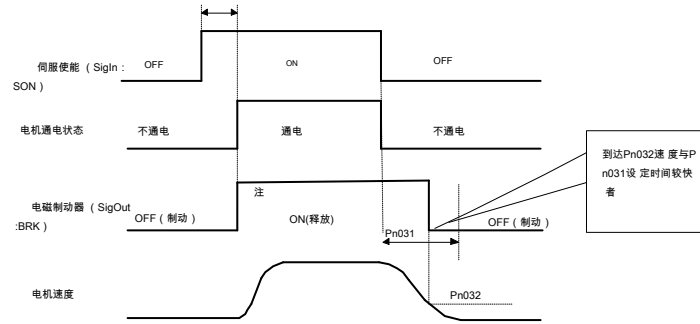 伺服使能 （ SigIn :
SON）
OFF
ON
OFF
电机通电状态
不通电
通电
不通电
到达Pn032速 度与P
n031设 定时间较快
者
电磁制动器 （ SigOut
:BRK）
OFF（ 制动 ）
注
ON(释放)
Pn031
OFF（ 制动 ）
电机速度
Pn032